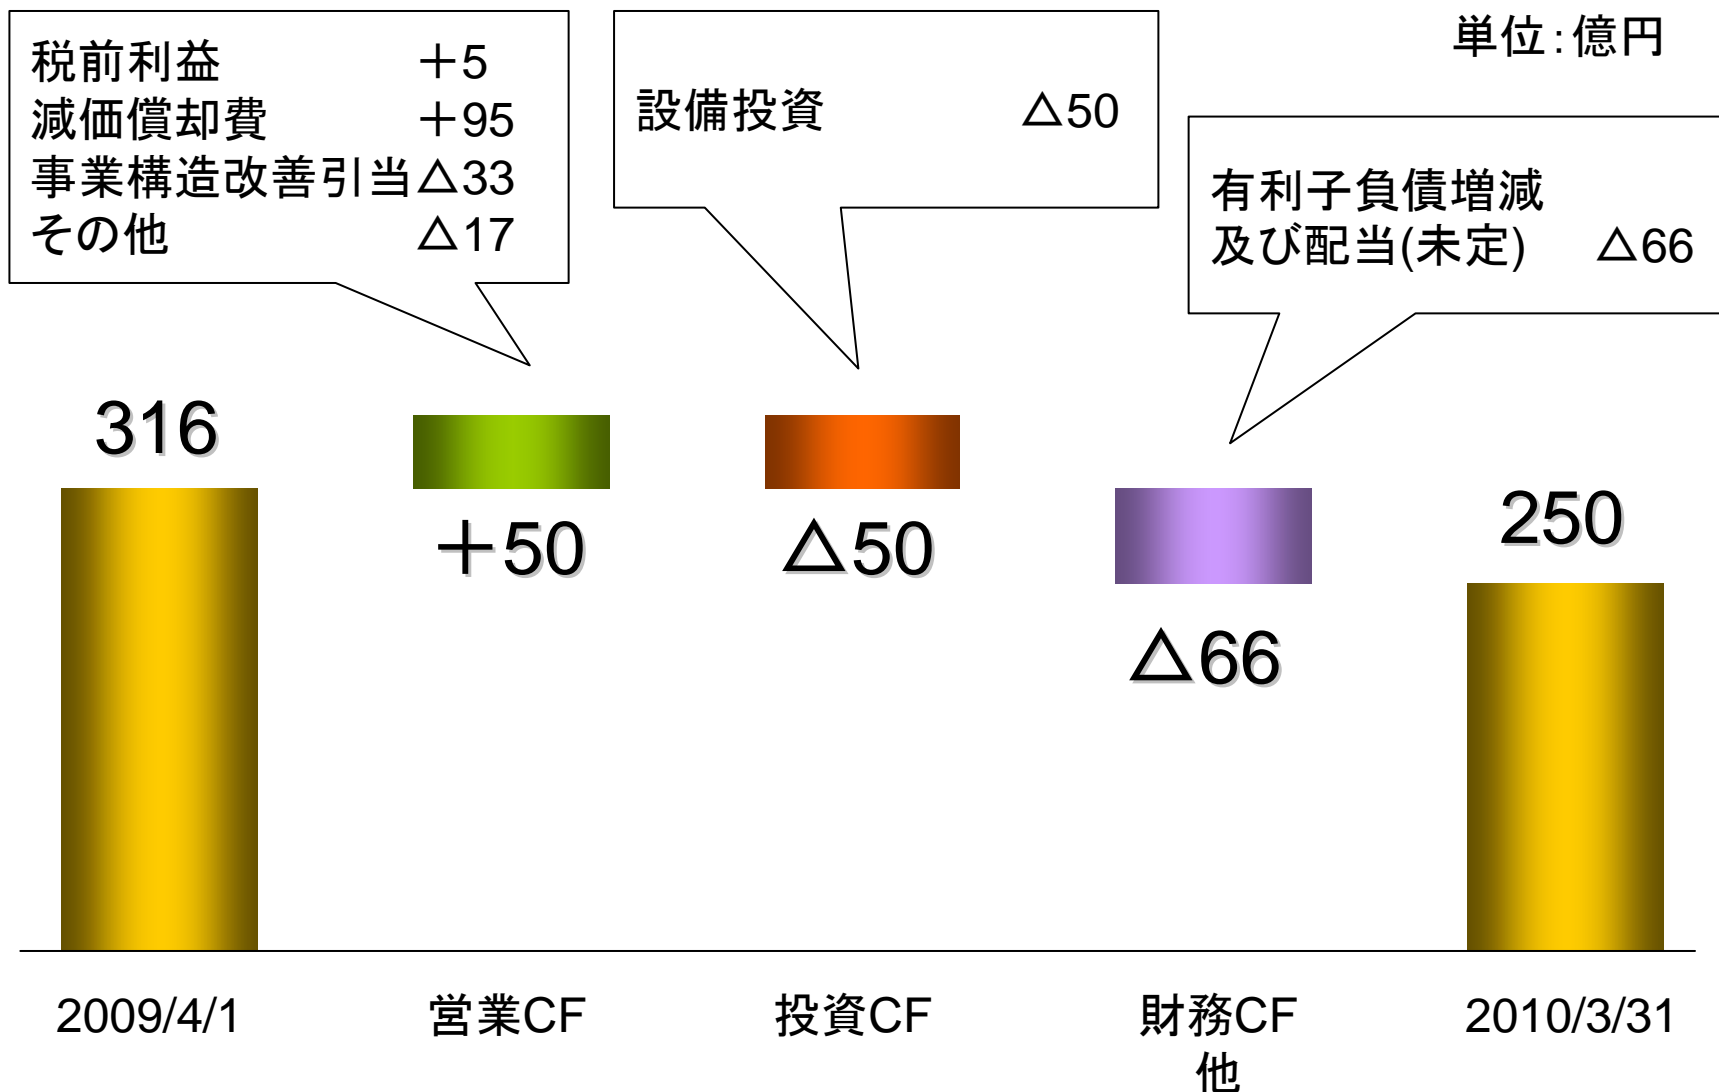 単位：億円
税前利益 ＋5
減価償却費 ＋95
事業構造改善引当△33
その他 △17
設備投資 △50
有利子負債増減
及び配当(未定) △66
316
＋50
△50
△66
250
2009/4/1
営業CF
投資CF
財務CF
他
2010/3/31